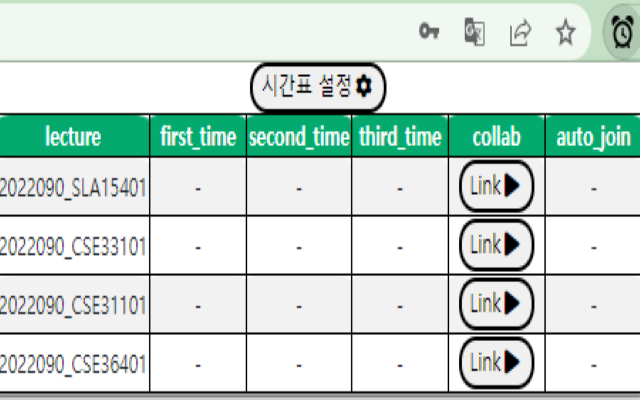 시간표 설정
lecture first_time second_time third_time collab auto_join
2022090_SLA15401 - - - Link -
2022090_CSE33101 - - - Link -
2022090_CSE31101 - - - Link -
2022090_CSE36401 - - - Link -